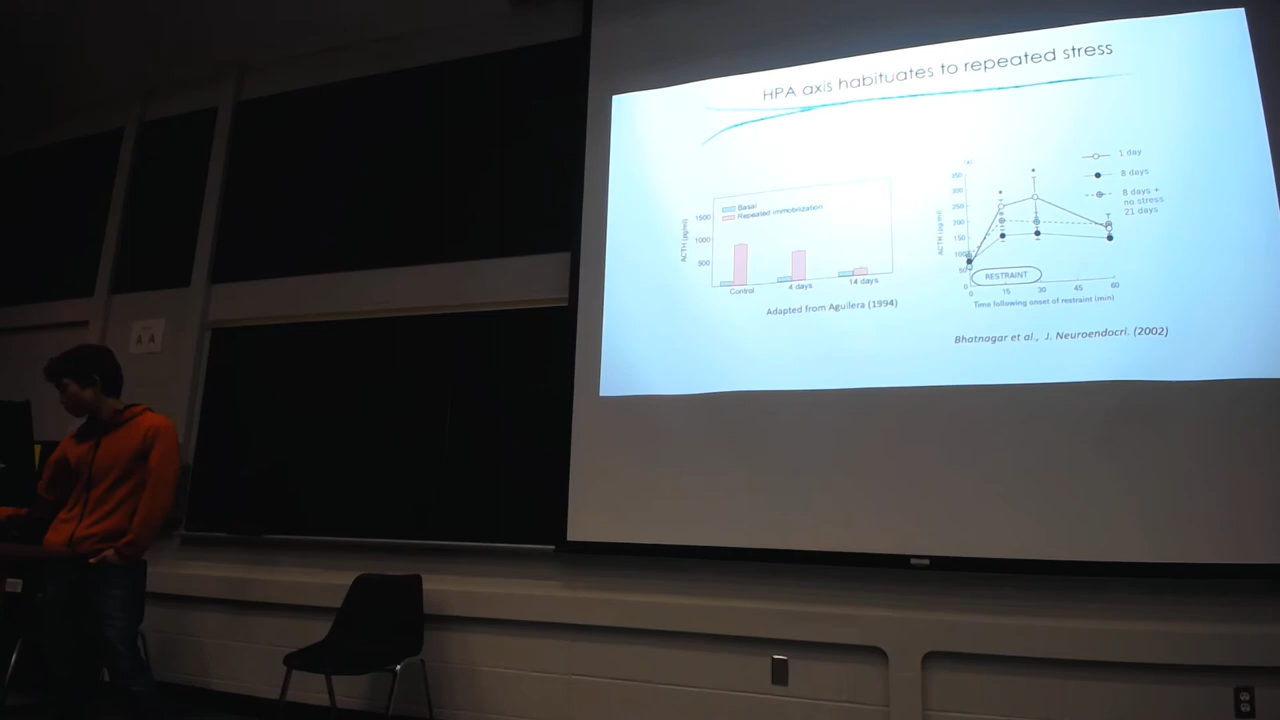 HPA axis habituates to repeated stress
1500
1000
500
ACTH (pg/ml)
Basal
Repeated immobilization
Control
4 days
14 days
Adapted from Aguilera (1994)
(a)
350
300
250
200
150
100
50
0
ACTH (pg/ml)
1 day
8 days
8 days +
no stress
21 days
RESTRAINT
0 15 30 45 60
Time following onset of restraint (min)
Bhatnagar et al., J. Neuroendocri. (2002)
A A